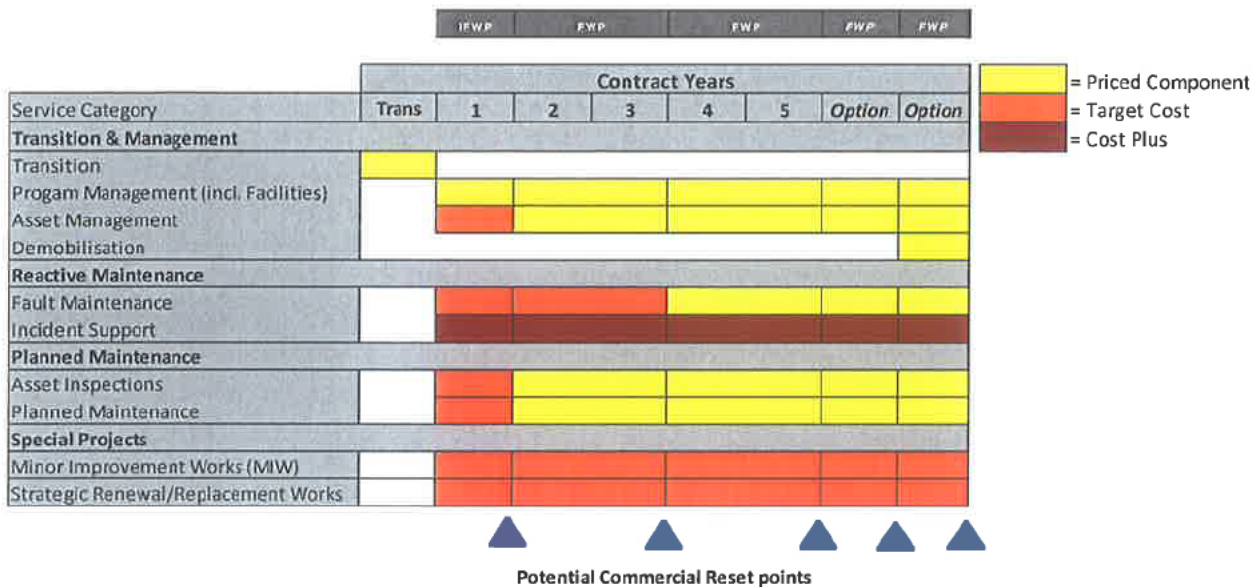 IFWP FWP FWP FWP FWP
Contract Years
Service Category Trans 1 2 3 4 5 Option Option
Transition & Management
Transition
Progam Management (incl. Facilities)
Asset Management
Demobilisation
Reactive Maintenance
Fault Maintenance
Incident Support
Planned Maintenance
Asset Inspections
Planned Maintenance
Special Projects
Minor Improvement Works (MIW)
Strategic Renewal/Replacement Works
= Priced Component
= Target Cost
= Cost Plus
Potential Commercial Reset points